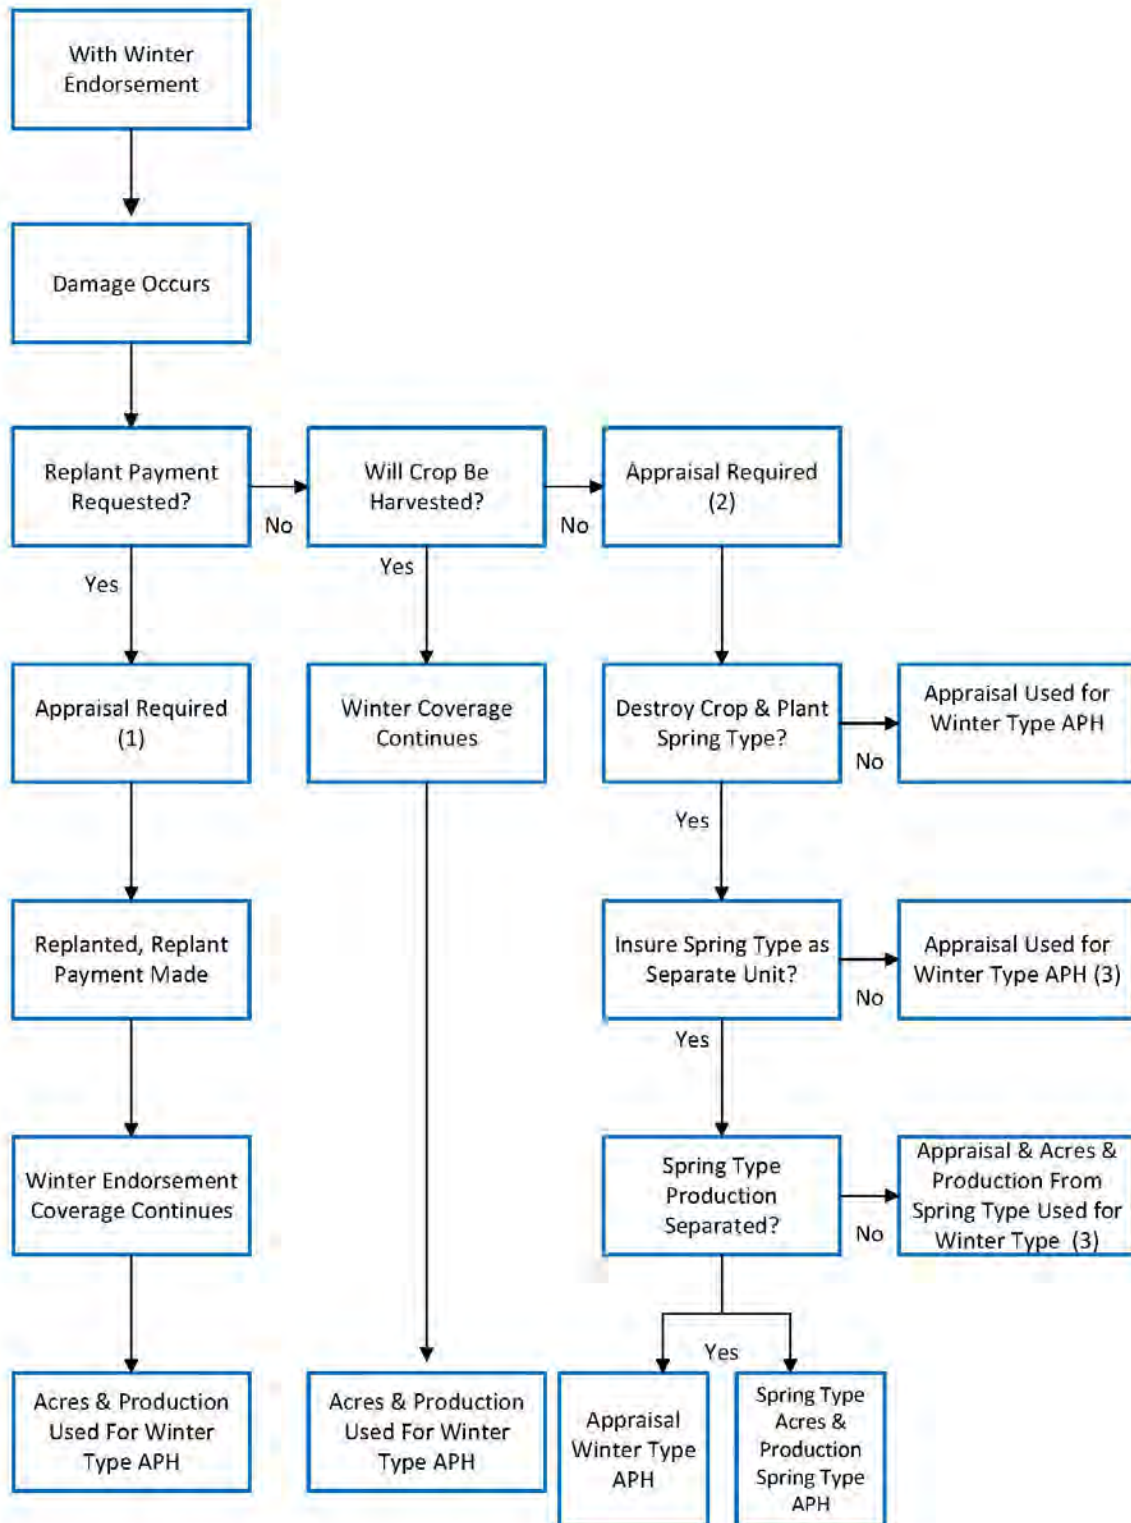 With Winter
Endorsement
Damage Occurs
Replant Payment
Requested?
No
Will Crop Be
Harvested?
No
Appraisal Required
(2)
Yes
Yes
Appraisal Required
(1)
Winter Coverage
Continues
Destroy Crop & Plant
Spring Type?
No
Appraisal Used for
Winter Type APH
Yes
Replanted, Replant
Payment Made
Insure Spring Type as
Separate Unit?
No
Appraisal Used for
Winter Type APH (3)
Yes
Winter Endorsement
Coverage Continues
Spring Type
Production
Separated?
No
Appraisal & Acres &
Production From
Spring Type Used for
Winter Type (3)
Yes
Acres & Production
Used For Winter
Type APH
Acres & Production
Used For Winter
Type APH
Appraisal
Winter Type
APH
Spring Type
Acres &
Production
Spring Type
APH